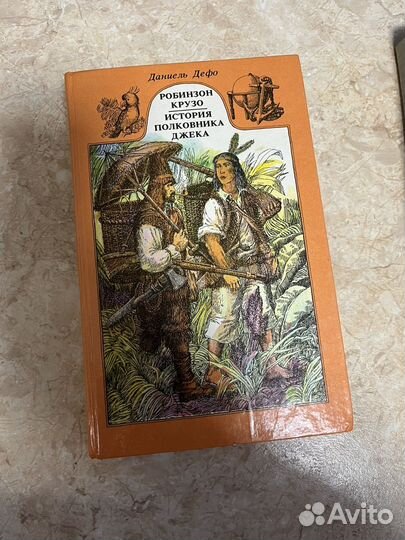 Даниель Дефо
РОБИНЗОН
КРУЗО
ИСТОРИЯ
ПОЛКОВНИКА
ДЖЕКА
Avito